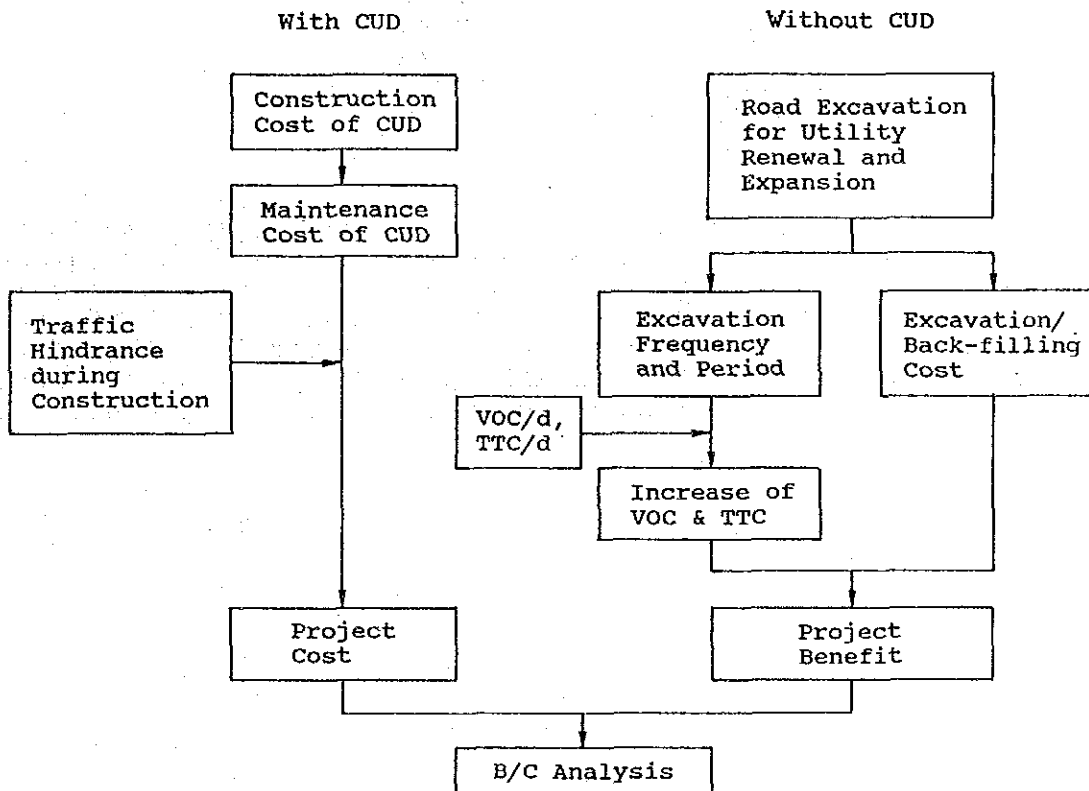 With CUD
Without CUD
Construction
Cost of CUD
Road Excavation
for Utility
Renewal and
Expansion
Maintenance
Cost of CUD
Traffic
Hindrance
during
Construction
Excavation
Frequency
and Period
Excavation/
Back-filling
Cost
VOC/d,
TTC/d
Increase of
VOC & TTC
Project
Cost
Project
Benefit
B/C Analysis